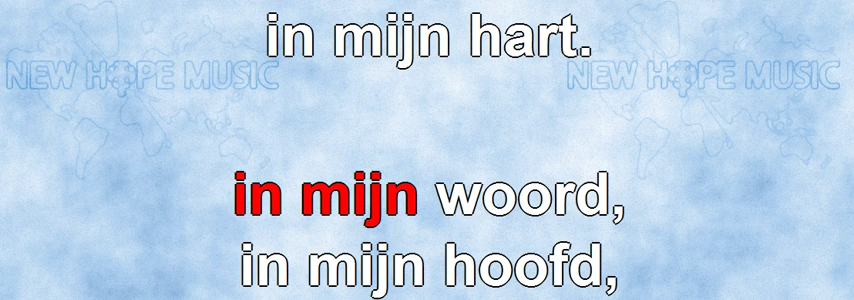 in mijn hart.
NEW HOPE MUSIC NEW HOPE MUSIC
in mijn woord,
in mijn hoofd,